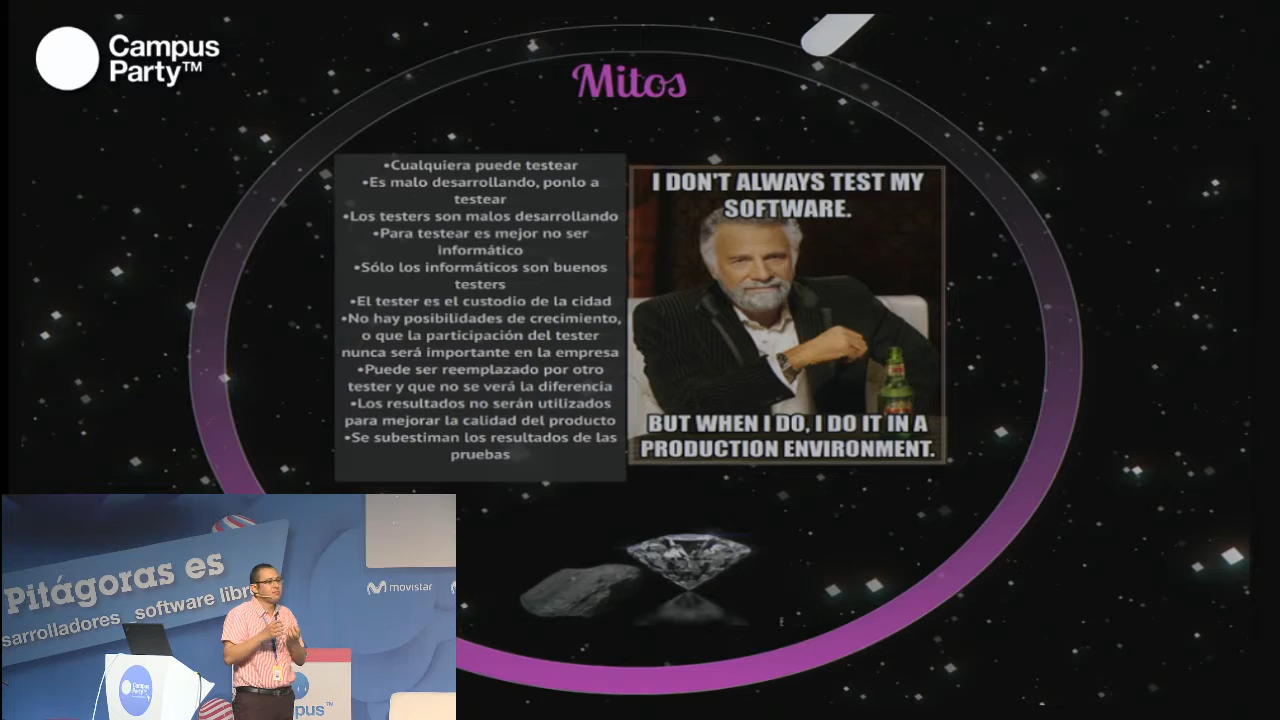 Campus
Party™
Mitos
•Cualquiera puede testear
•Es malo desarrollando, ponlo a
testear
•Los testers son malos desarrollando
•Para testear es mejor no ser
informático
•Sólo los informáticos son buenos
testers
•El tester es el custodio de la cidad
•No hay posibilidades de crecimiento,
o que la participación del tester
nunca será importante en la empresa
•Puede ser reemplazado por otro
tester y que no se verá la diferencia
•Los resultados no serán utilizados
para mejorar la calidad del producto
•Se subestiman los resultados de las
pruebas
I DON'T ALWAYS TEST MY
SOFTWARE.
BUT WHEN I DO, I DO IT IN A
PRODUCTION ENVIRONMENT.
E
Pitágoras es
sarrolladores software libr
movistar
Campus
Party™
pus™